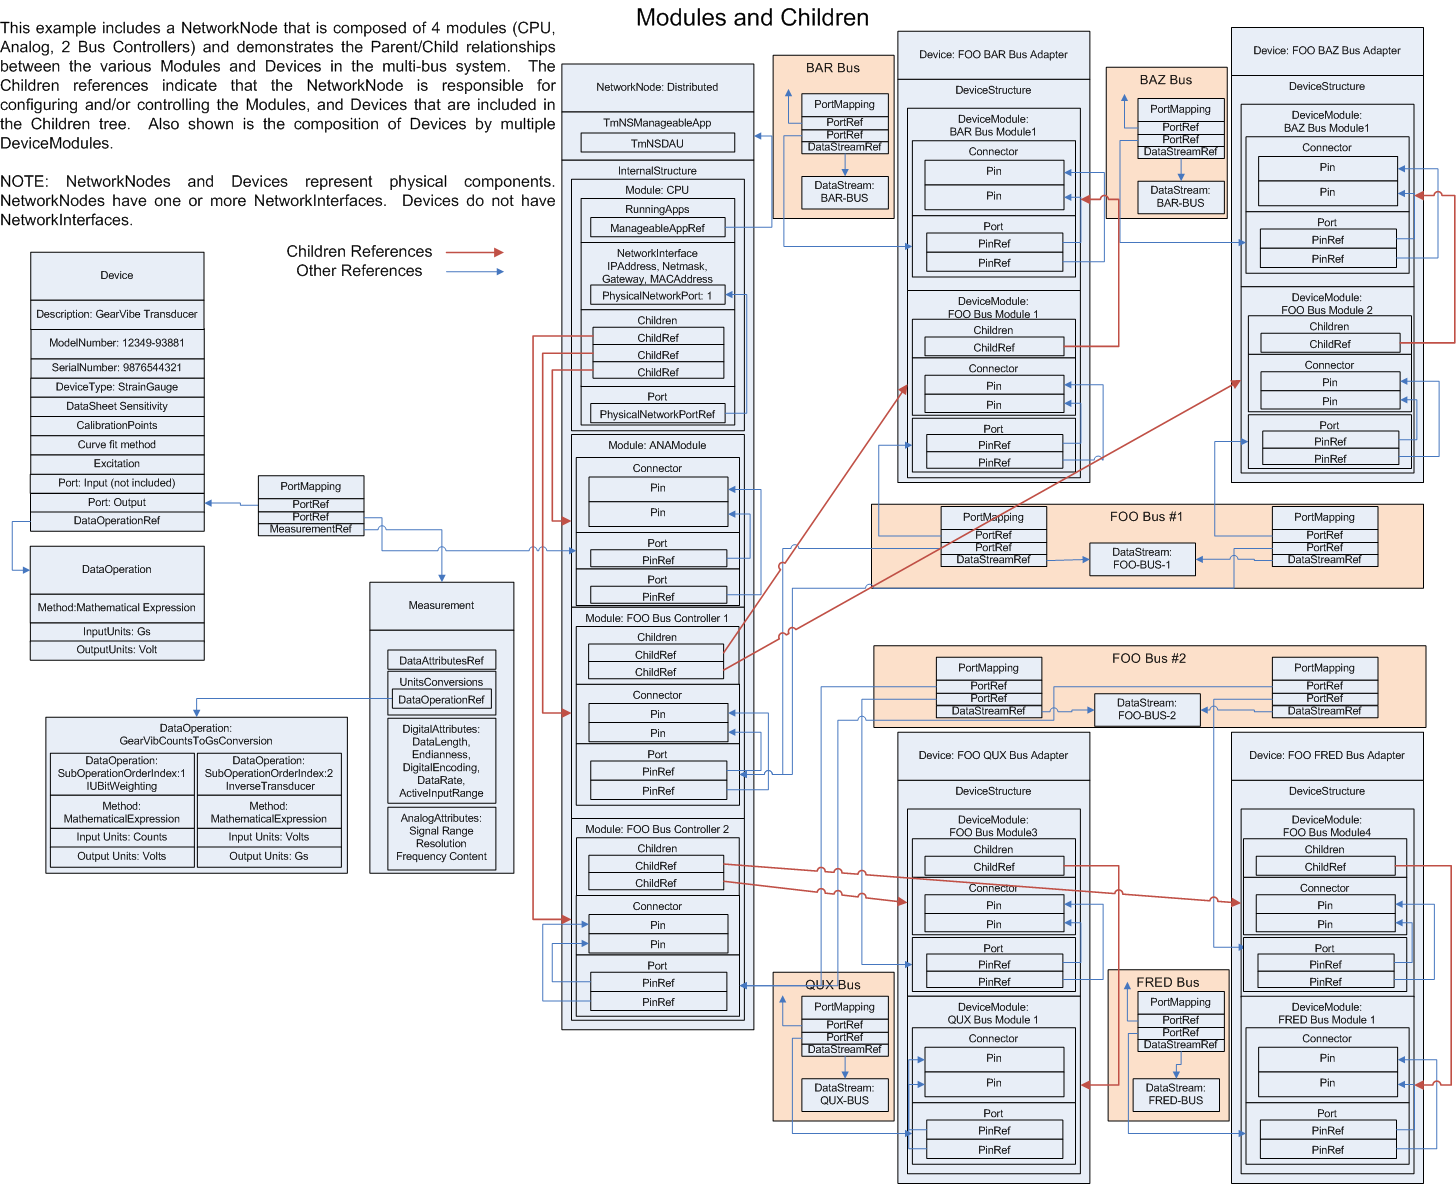 Modules and Children
This example includes a NetworkNode that is composed of 4 modules (CPU,
Analog, 2 Bus Controllers) and demonstrates the Parent/Child relationships
between the various Modules and Devices in the multi-bus system. The
Children references indicate that the NetworkNode is responsible for
configuring and/or controlling the Modules, and Devices that are included in
the Children tree. Also shown is the composition of Devices by multiple
DeviceModules.
NOTE: NetworkNodes and Devices represent physical components.
NetworkNodes have one or more NetworkInterfaces. Devices do not have
NetworkInterfaces.
Children References
Other References
Device
Description: GearVibe Transducer
ModelNumber: 12349-93881
SerialNumber: 9876544321
DeviceType: StrainGauge
DataSheet Sensitivity
CalibrationPoints
Curve fit method
Excitation
Port: Input (not included)
Port: Output
DataOperationRef
DataOperation
Method:Mathematical Expression
InputUnits: Gs
OutputUnits: Volt
PortMapping
PortRef
PortRef
MeasurementRef
Measurement
DataAttributesRef
UnitsConversions
DataOperationRef
DigitalAttributes:
DataLength,
Endianness,
DigitalEncoding,
DataRate,
ActiveInputRange
AnalogAttributes:
Signal Range
Resolution
Frequency Content
DataOperation:
GearVibCountsToGsConversion
DataOperation:
SubOperationOrderIndex:1
IUBitWeighting
Method:
MathematicalExpression
Input Units: Counts
Output Units: Volts
DataOperation:
SubOperationOrderIndex:2
InverseTransducer
Method:
MathematicalExpression
Input Units: Volts
Output Units: Gs
NetworkNode: Distributed
TmNSManageableApp
TmNSDAU
InternalStructure
Module: CPU
RunningApps
ManageableAppRef
NetworkInterface
IPAddress, Netmask,
Gateway, MACAddress
PhysicalNetworkPort: 1
Children
ChildRef
ChildRef
ChildRef
Port
PhysicalNetworkPortRef
Module: ANAModule
Connector
Pin
Pin
Port
PinRef
Port
PinRef
Module: FOO Bus Controller 1
Children
ChildRef
ChildRef
Connector
Pin
Pin
Port
PinRef
PinRef
Module: FOO Bus Controller 2
Children
ChildRef
ChildRef
Connector
Pin
Pin
Port
PinRef
PinRef
BAR Bus
PortMapping
PortRef
PortRef
DataStreamRef
DataStream:
BAR-BUS
Device: FOO BAR Bus Adapter
DeviceStructure
DeviceModule:
BAR Bus Module1
Connector
Pin
Pin
Port
PinRef
PinRef
DeviceModule:
FOO Bus Module 1
Children
ChildRef
Connector
Pin
Pin
Port
PinRef
PinRef
BAZ Bus
PortMapping
PortRef
PortRef
DataStreamRef
DataStream:
BAR-BUS
Device: FOO BAZ Bus Adapter
DeviceStructure
DeviceModule:
BAZ Bus Module1
Connector
Pin
Pin
Port
PinRef
PinRef
DeviceModule:
FOO Bus Module 2
Children
ChildRef
Connector
Pin
Pin
Port
PinRef
PinRef
FOO Bus #1
PortMapping
PortRef
PortRef
DataStreamRef
DataStream:
FOO-BUS-1
PortMapping
PortRef
PortRef
DataStreamRef
FOO Bus #2
PortMapping
PortRef
PortRef
DataStreamRef
DataStream:
FOO-BUS-2
PortMapping
PortRef
PortRef
DataStreamRef
Device: FOO QUX Bus Adapter
DeviceStructure
DeviceModule:
FOO Bus Module3
Children
ChildRef
Connector
Pin
Pin
Port
PinRef
PinRef
DeviceModule:
QUX Bus Module 1
Connector
Pin
Pin
Port
PinRef
PinRef
QUX Bus
PortMapping
PortRef
PortRef
DataStreamRef
DataStream:
QUX-BUS
Device: FOO FRED Bus Adapter
DeviceStructure
DeviceModule:
FOO Bus Module4
Children
ChildRef
Connector
Pin
Pin
Port
PinRef
PinRef
DeviceModule:
FRED Bus Module 1
Connector
Pin
Pin
Port
PinRef
PinRef
FRED Bus
PortMapping
PortRef
PortRef
DataStreamRef
DataStream:
FRED-BUS